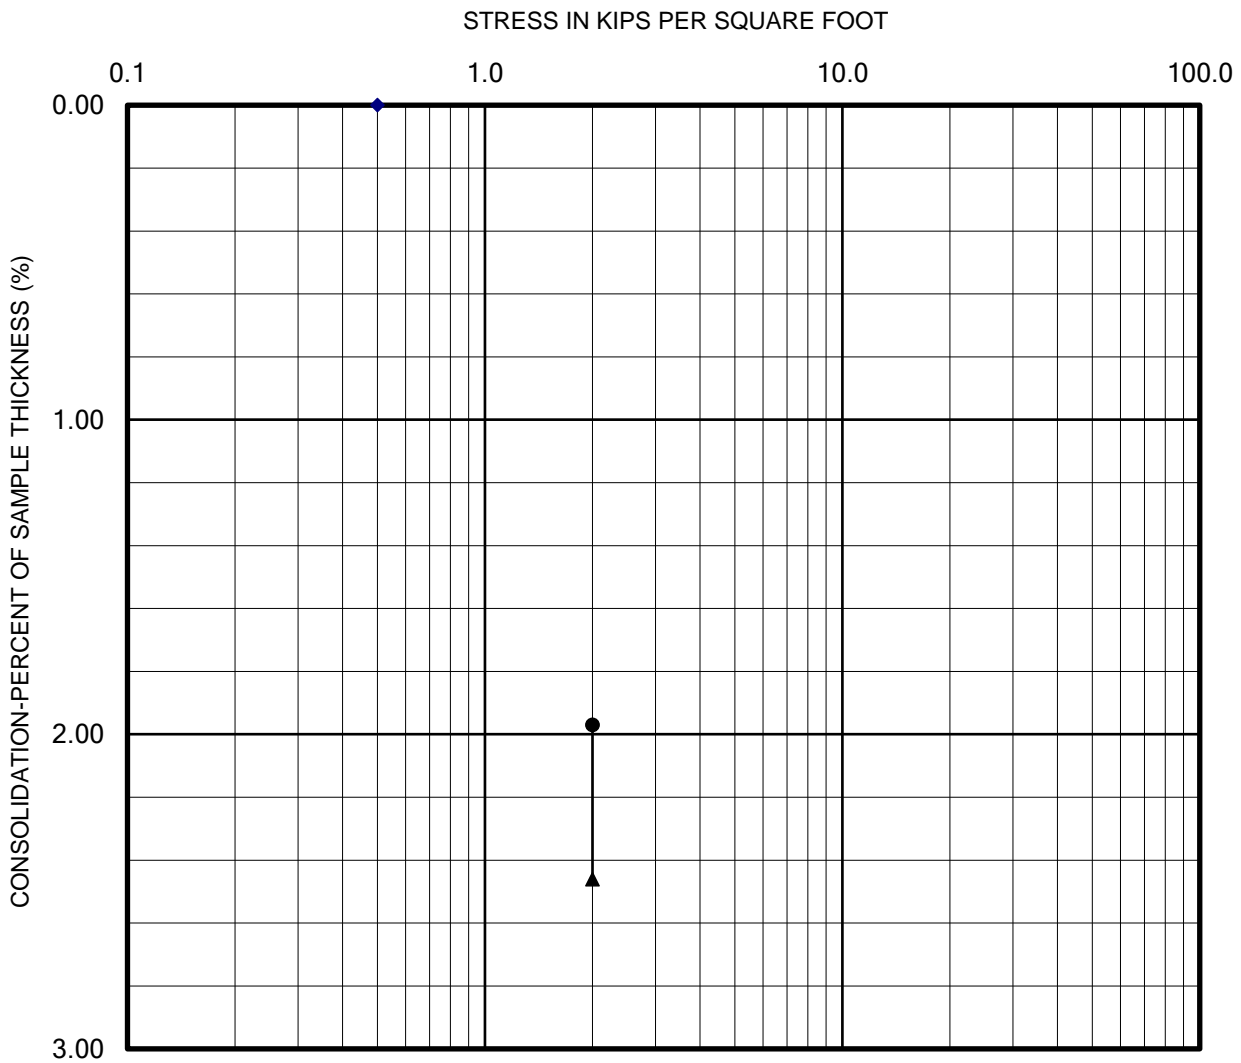 STRESS IN KIPS PER SQUARE FOOT
0.1 1.0 10.0 100.0
0.00
1.00
2.00
3.00
CONSOLIDATION-PERCENT OF SAMPLE THICKNESS (%)